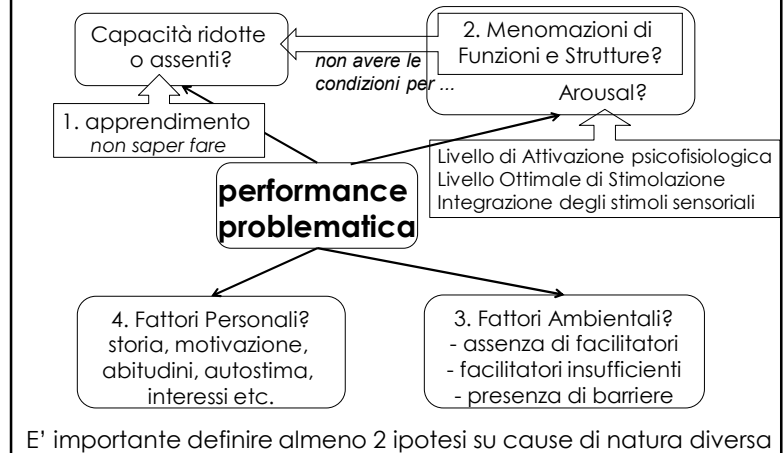 Capacità ridotte
o assenti?
non avere le
condizioni per ...
2. Menomazioni di
Funzioni e Strutture?
Arousal?
1. apprendimento
non saper fare
Livello di Attivazione psicofisiologica
Livello Ottimale di Stimolazione
Integrazione degli stimoli sensoriali
performance
problematica
4. Fattori Personali?
storia, motivazione,
abitudini, autostima,
interessi etc.
3. Fattori Ambientali?
- assenza di facilitatori
- facilitatori insufficienti
- presenza di barriere
E' importante definire almeno 2 ipotesi su cause di natura diversa